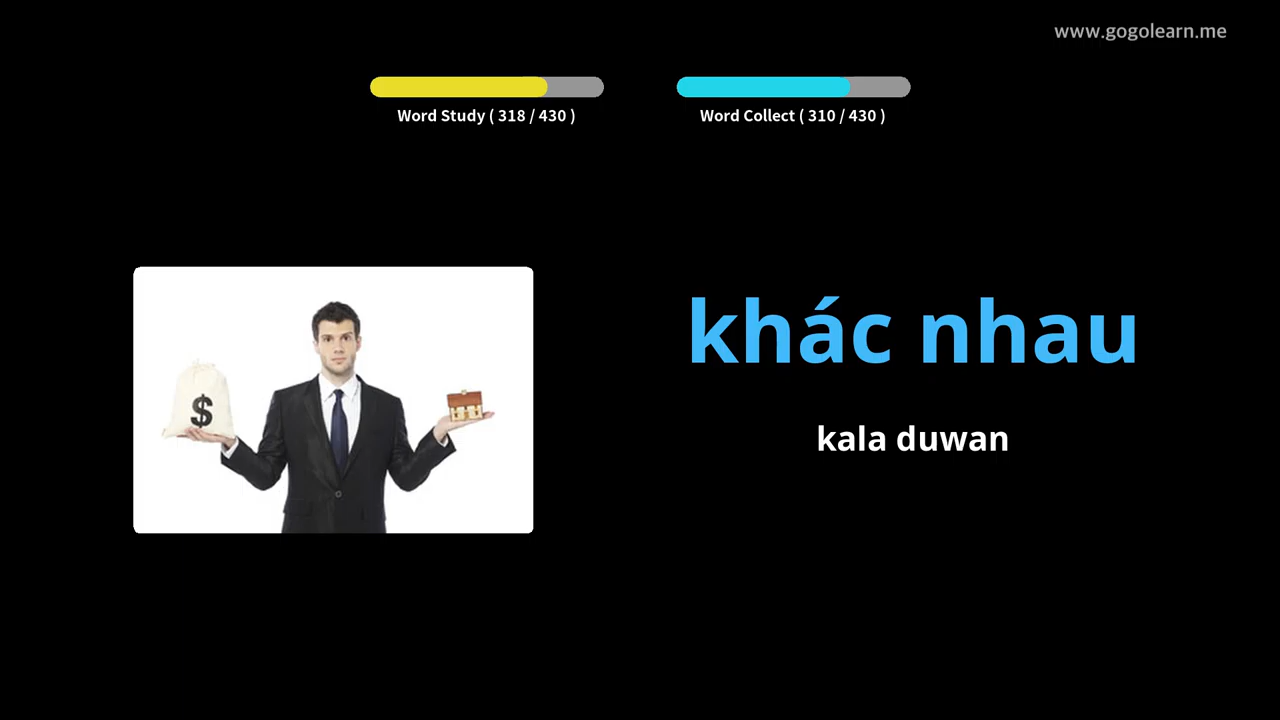 www.gogolearn.me
Word Study ( 318 / 430 )
Word Collect ( 310 / 430 )
$
khác nhau
kala duwan